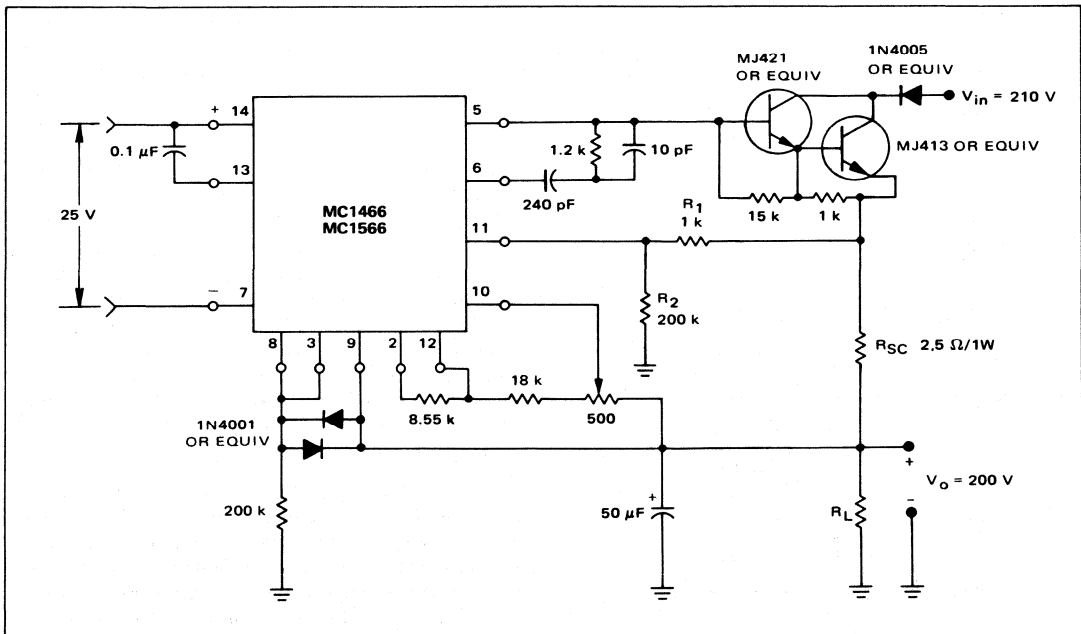 MJ421
OR EQUIV
1N4005
OR EQUIV
Vin = 210 V
MJ413 OR EQUIV
+
14
5
0.1 µF
1.2 k
10 pF
13
6
240 pF
15 k
1 k
25 V
MC1466
MC1566
11
R1
1 k
–
7
10
R2
200 k
RSC 2,5 Ω/1W
8
3
9
2
12
18 k
8.55 k
500
1N4001
OR EQUIV
+
Vo = 200 V
–
200 k
+
50 µF
RL